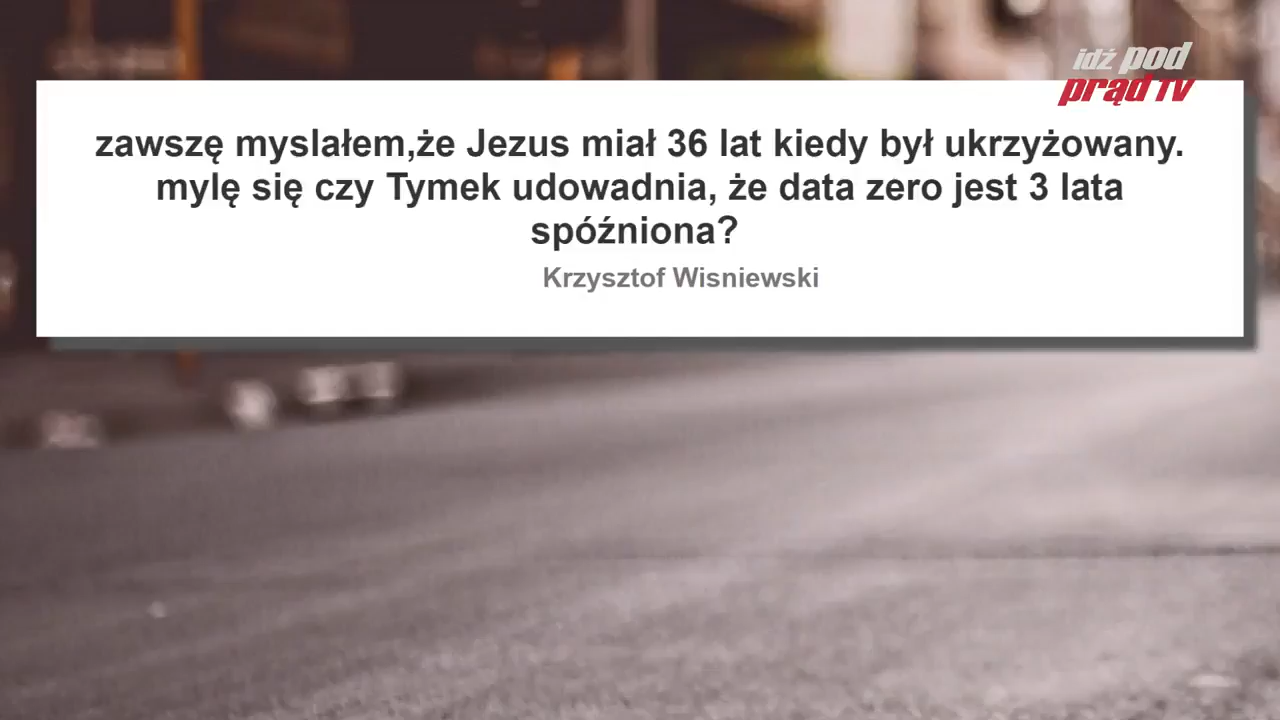 idź pod
prąd TV
zawszę myslałem,że Jezus miał 36 lat kiedy był ukrzyżowany.
mylę się czy Tymek udowadnia, że data zero jest 3 lata
spóźniona?
Krzysztof Wisniewski